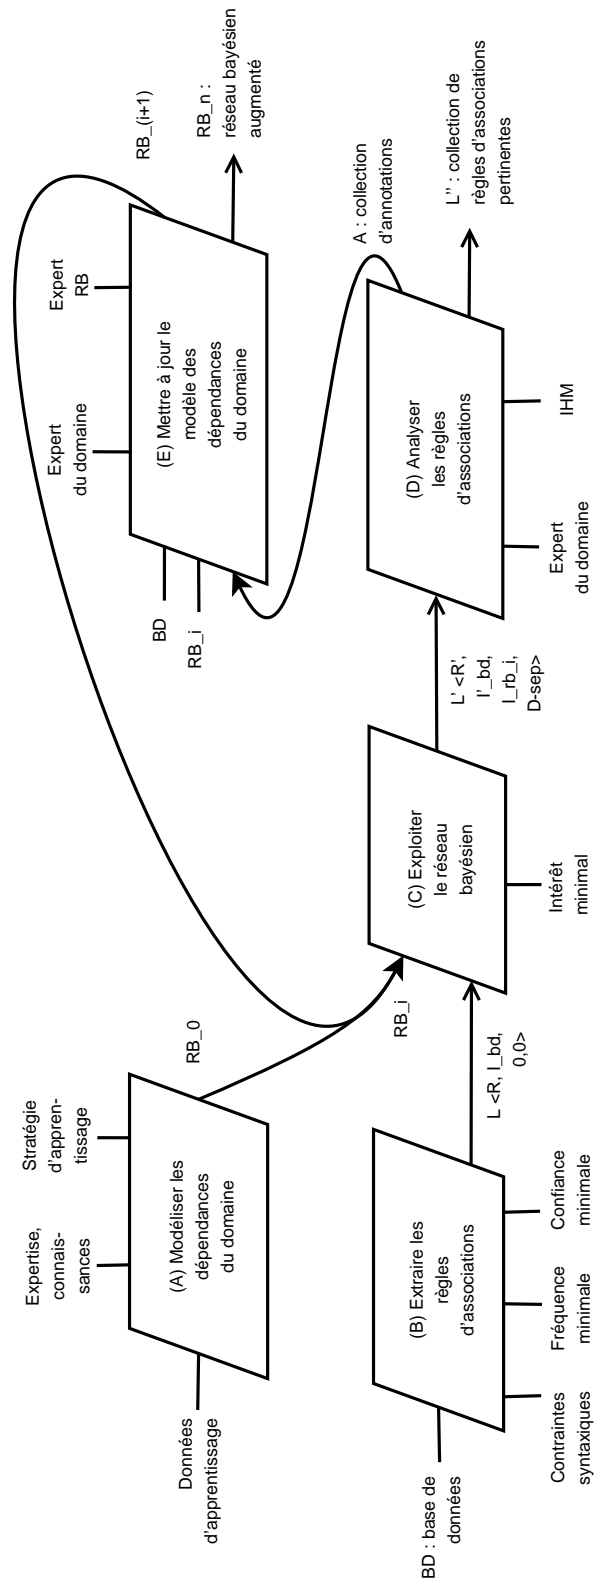 Expertise,
connais-
sances
Stratégie
d'appren-
tissage
Données
d'apprentissage
(A) Modéliser les
dépendances
du domaine
RB_0
Expert
du domaine
Expert
RB
RB_(i+1)
BD
RB_i
(E) Mettre à jour le
modèle des
dépendances
du domaine
RB_n :
réseau bayésien
augmenté
BD : base de
données
(B) Extraire les
règles
d'associations
Contraintes
syntaxiques
Fréquence
minimale
Confiance
minimale
L <R, I_bd,
0,0>
RB_i
(C) Exploiter
le réseau
bayésien
Intérêt
minimal
L' <R',
I'_bd,
I_rb_i,
D-sep>
(D) Analyser
les règles
d'associations
Expert
du domaine
IHM
A : collection
d'annotations
L'' : collection de
règles d'associations
pertinentes